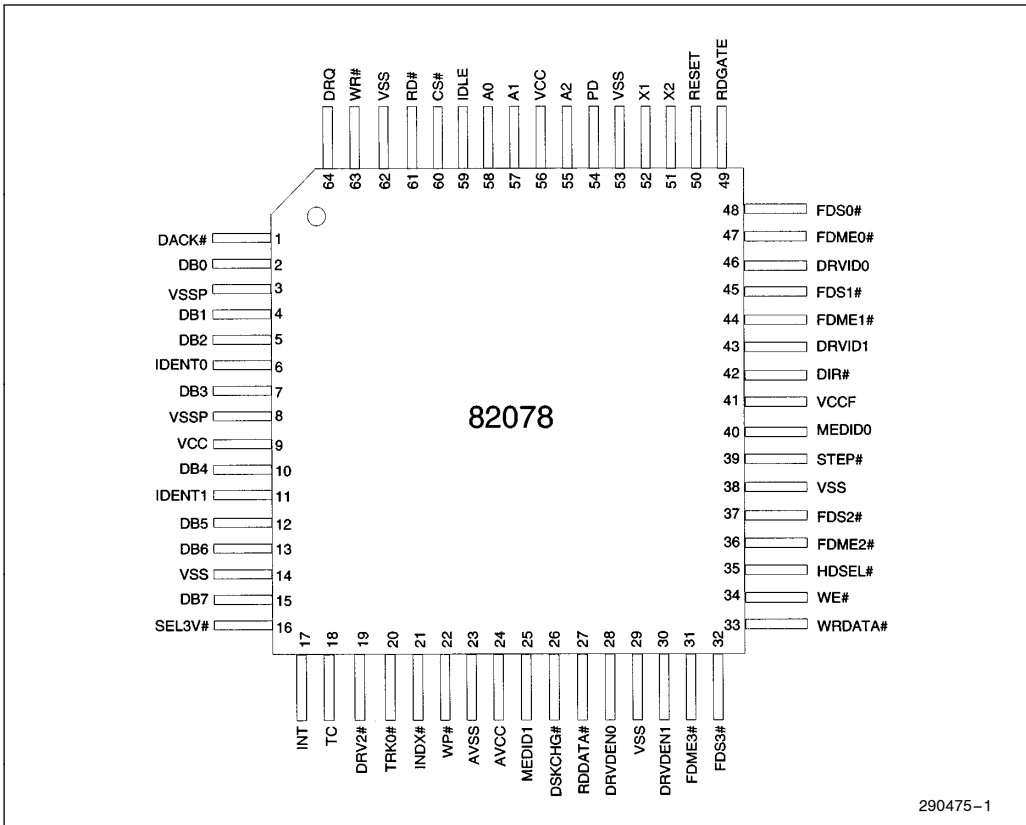 DRQ WR# VSS RD# CS# IDLE A0 A1 VCC A2 PD VSS X1 X2 RESET RDGATE
64 63 62 61 60 59 58 57 56 55 54 53 52 51 50 49
DACK# 1
DB0 2
VSSP 3
DB1 4
DB2 5
IDENT0 6
DB3 7
VSSP 8
VCC 9
DB4 10
IDENT1 11
DB5 12
DB6 13
VSS 14
DB7 15
SEL3V# 16
82078
48 FDS0#
47 FDME0#
46 DRVID0
45 FDS1#
44 FDME1#
43 DRVID1
42 DIR#
41 VCCF
40 MEDID0
39 STEP#
38 VSS
37 FDS2#
36 FDME2#
35 HDSEL#
34 WE#
33 WRDATA#
17 18 19 20 21 22 23 24 25 26 27 28 29 30 31 32
INT TC DRV2# TRK0# INDX# WP# AVSS AVCC MEDID1 DSKCHG# RDDATA# DRVDEN0 VSS DRVDEN1 FDME3# FDS3#
290475-1